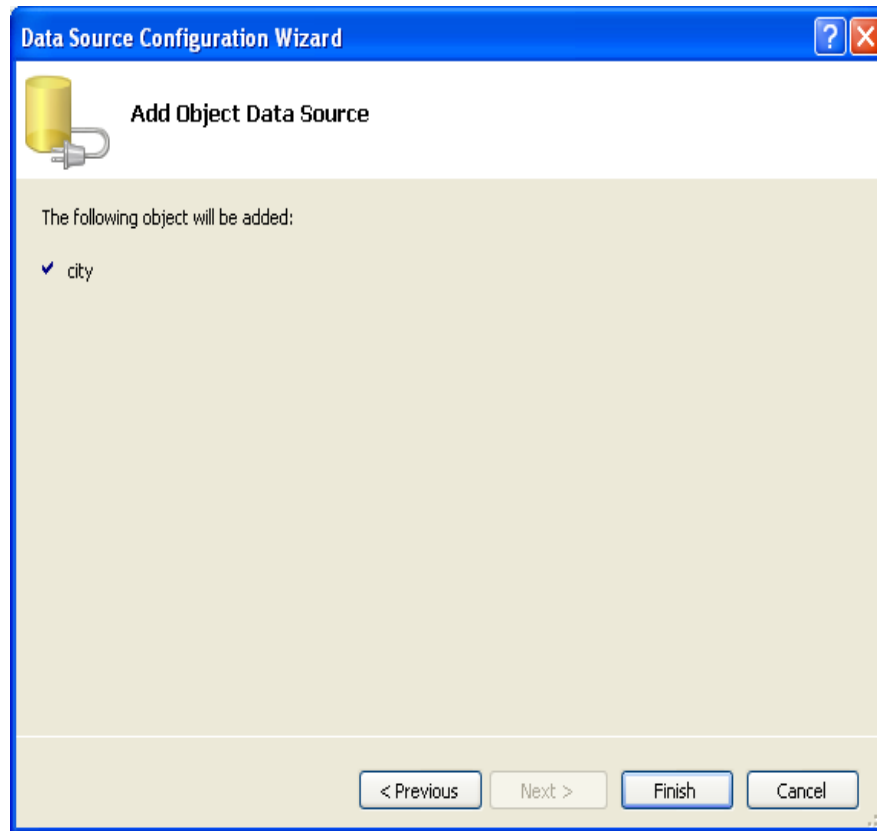 Data Source Configuration Wizard
?
Add Object Data Source
The following object will be added:
city
< Previous
Next >
Finish
Cancel